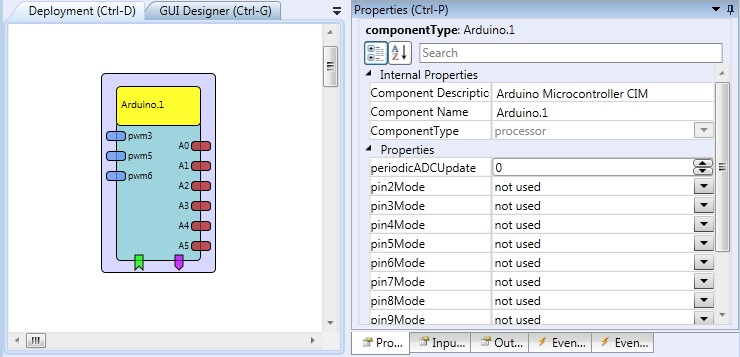 Deployment (Ctrl-D)
GUI Designer (Ctrl-G)
Arduino.1
pwm3
pwm5
pwm6
A0
A1
A2
A3
A4
A5
Properties (Ctrl-P)
componentType: Arduino.1
A
Z
Search
Internal Properties
Component Descriptio Arduino Microcontroller CIM
Component Name Arduino.1
ComponentType processor
Properties
periodicADCUpdate 0
pin2Mode not used
pin3Mode not used
pin4Mode not used
pin5Mode not used
pin6Mode not used
pin7Mode not used
pin8Mode not used
pin9Mode not used
Pro... Input... Out... Even... Even...